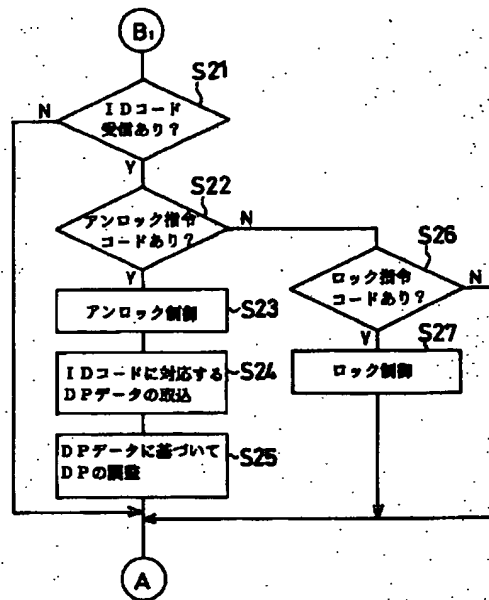 B₁
S21
N
ＩＤコード
受信あり？
Y
S22
アンロック指令
コードあり？
N
Y
S26
ロック指令
コードあり？
N
Y
アンロック制御
S23
S27
ロック制御
ＩＤコードに対応する
ＤＰデータの取込
S24
ＤＰデータに基づいて
ＤＰの調整
S25
A